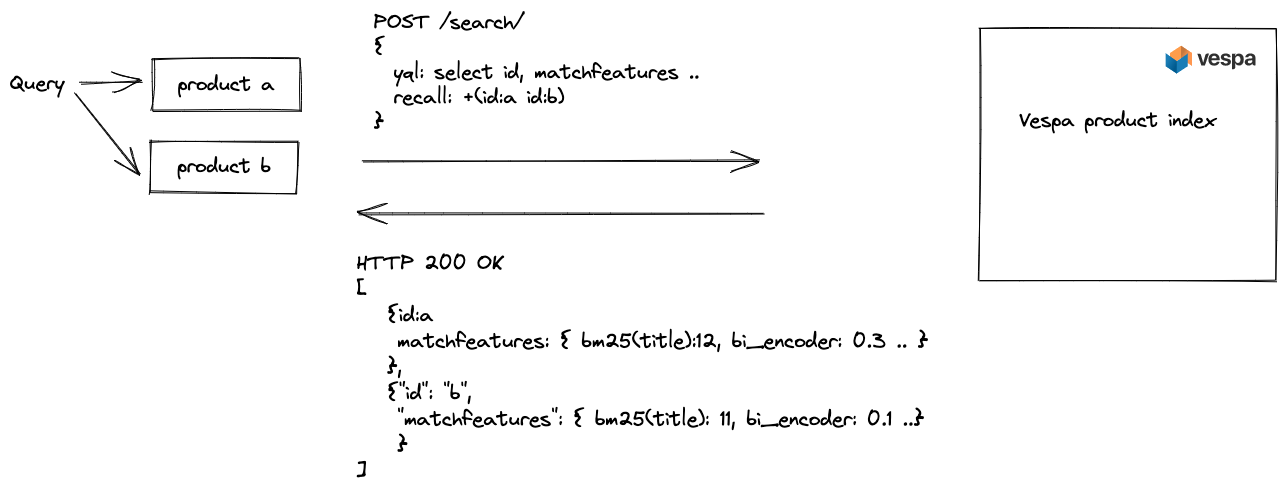 Query
product a
product b
POST /search/
{
yql: select id, matchfeatures ..
recall: +(id:a id:b)
}
vespa
Vespa product index
HTTP 200 OK
[
{id:a
matchfeatures: { bm25(title):12, bi_encoder: 0.3 .. }
},
{"id": "b",
"matchfeatures": { bm25(title): 11, bi_encoder: 0.1 ..}
}
]